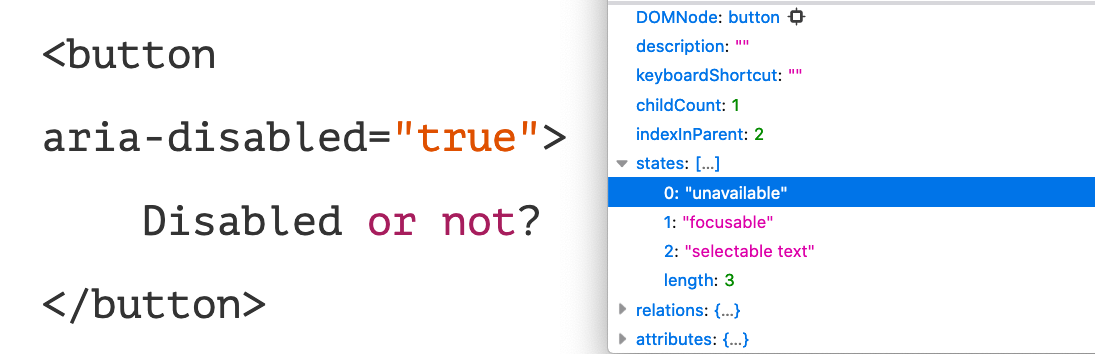 <button
aria-disabled="true">
Disabled or not?
</button>
DOMNode: button
description: ""
keyboardShortcut: ""
childCount: 1
indexInParent: 2
states: […]
0: "unavailable"
1: "focusable"
2: "selectable text"
length: 3
relations: {…}
attributes: {…}